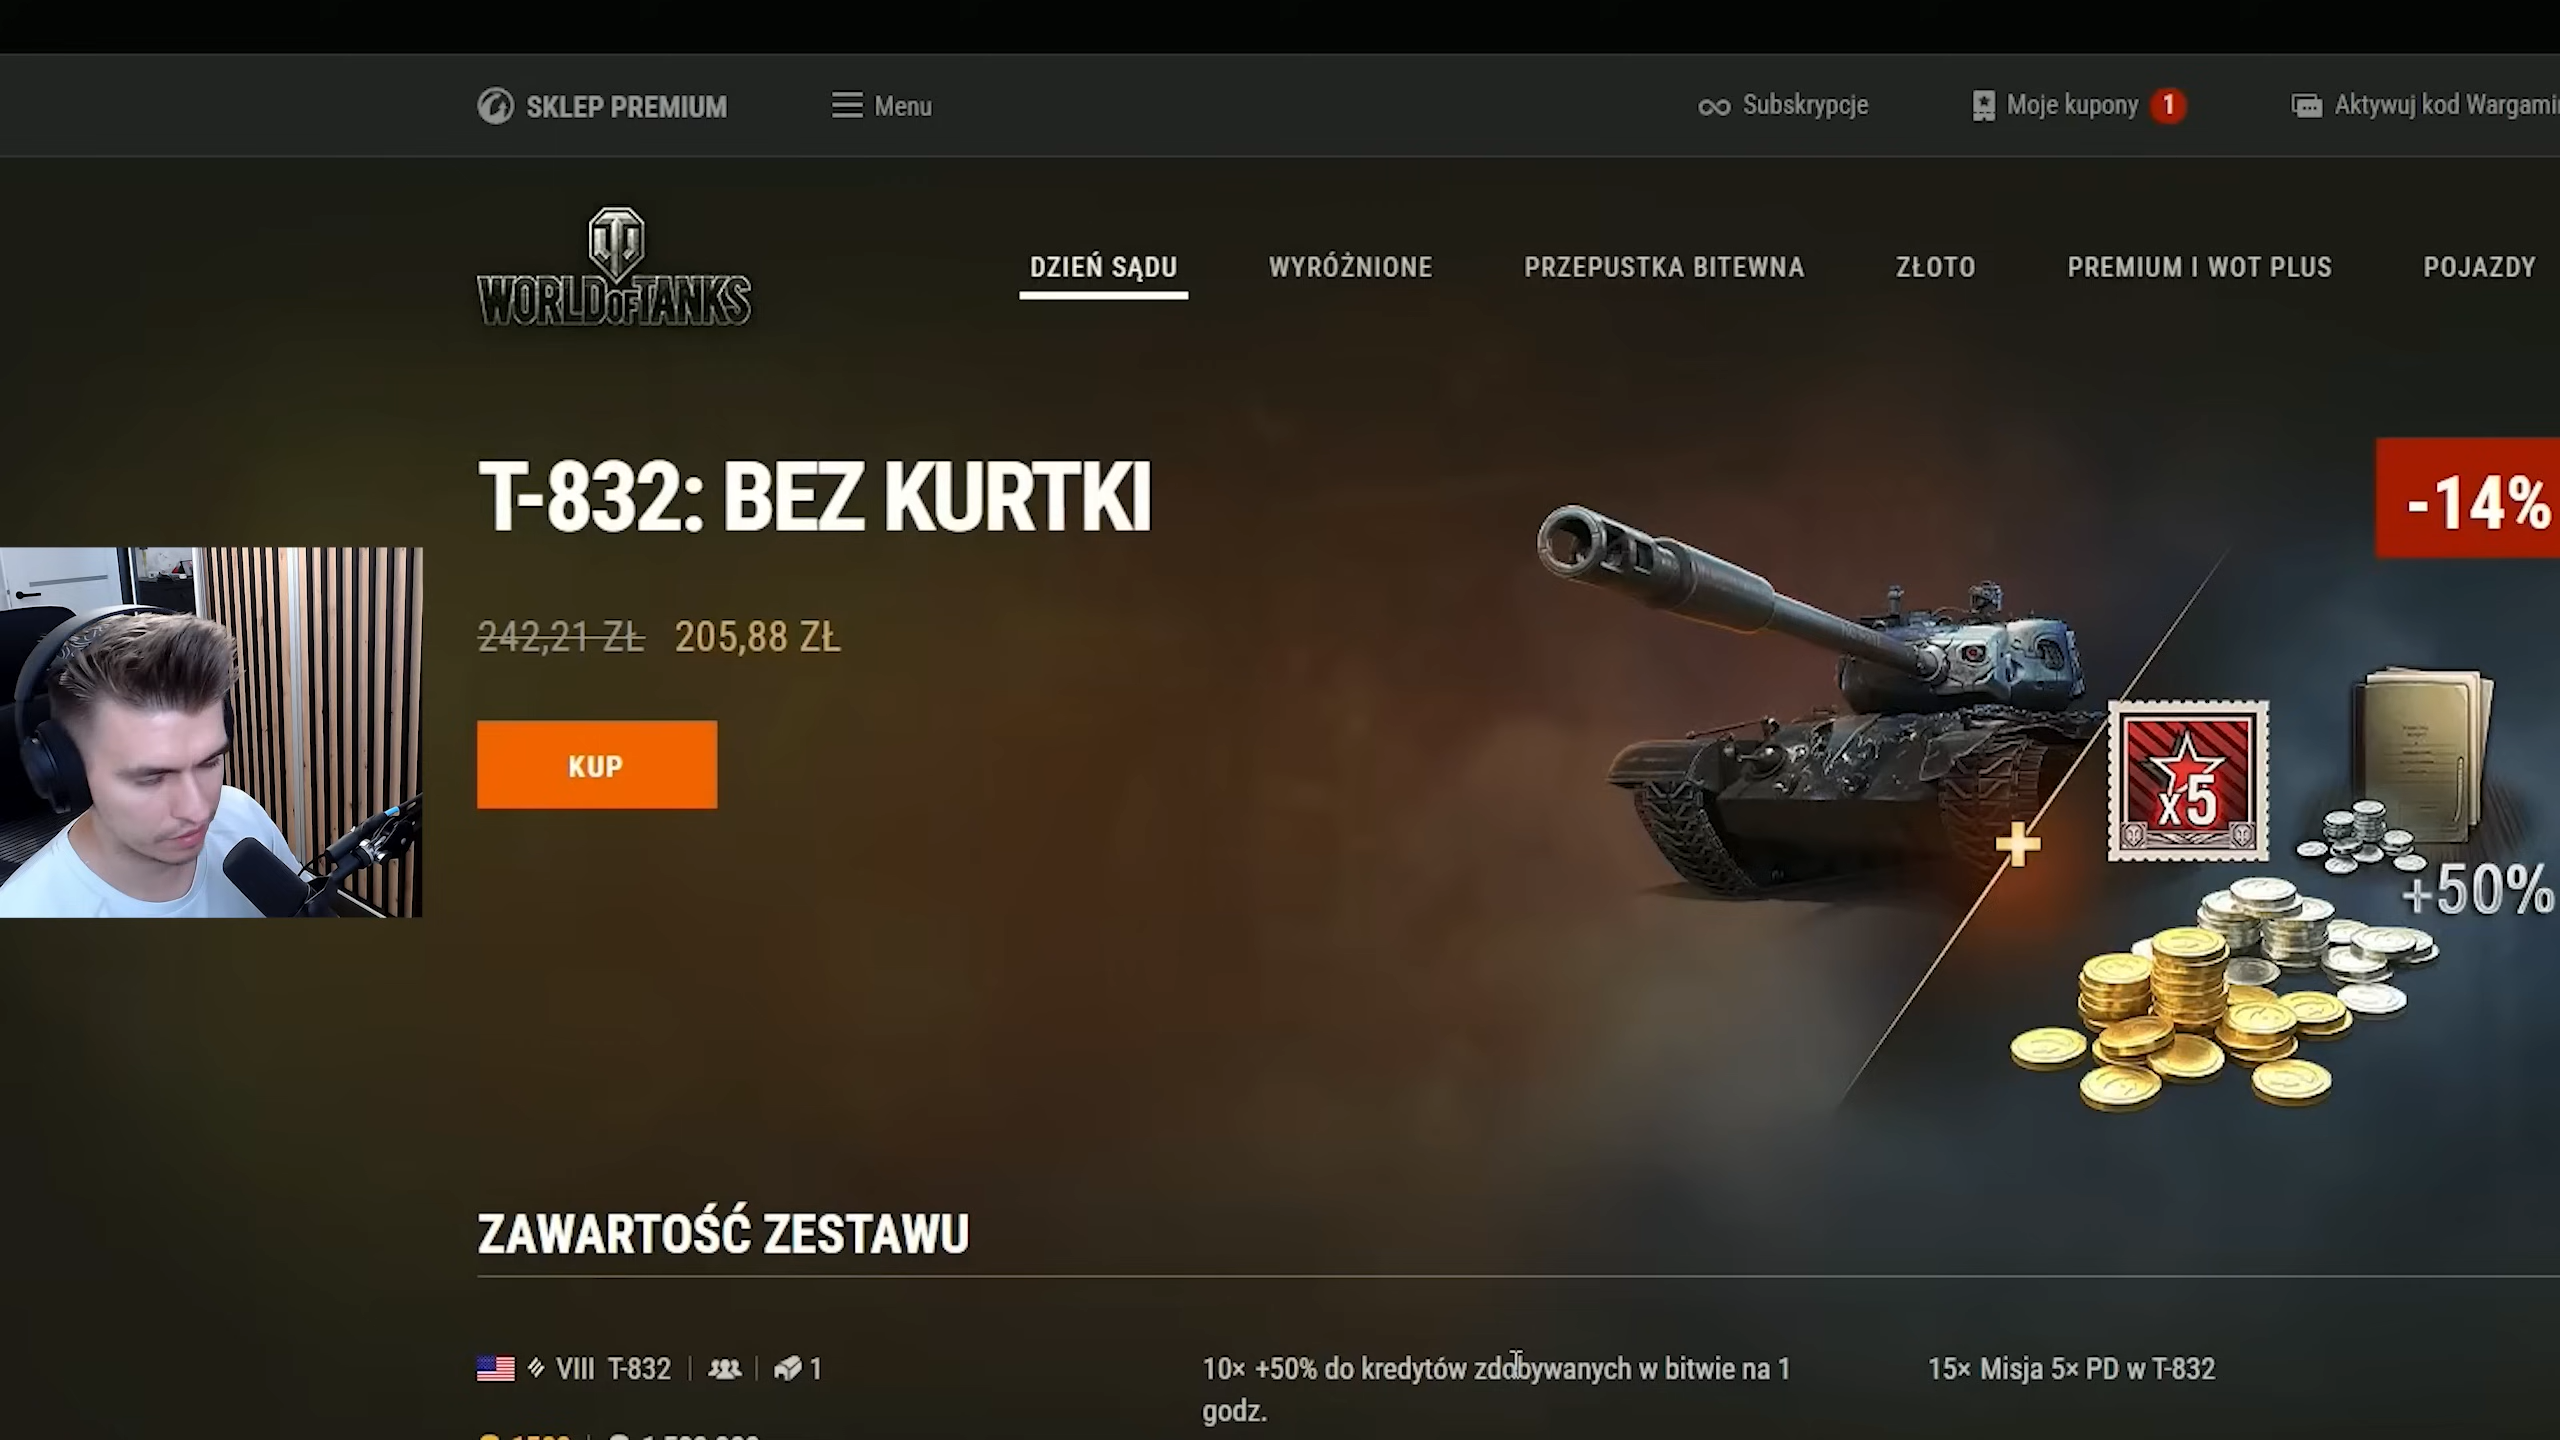 SKLEP PREMIUM
Menu
Subskrypcje
Moje kupony 1
Aktywuj kod
WORLD OF TANKS
DZIEŃ SĄDU
WYRÓŻNIONE
PRZEPUSTKA BITEWNA
ZŁOTO
PREMIUM I WOT PLUS
POJAZDY
T-832: BEZ KURTKI
-14%
242,21 ZŁ 205,88 ZŁ
KUP
x5
+50%
ZAWARTOŚĆ ZESTAWU
VIII T-832 | | 1
10× +50% do kredytów zdobywanych w bitwie na 1
godz.
15× Misja 5× PD w T-832